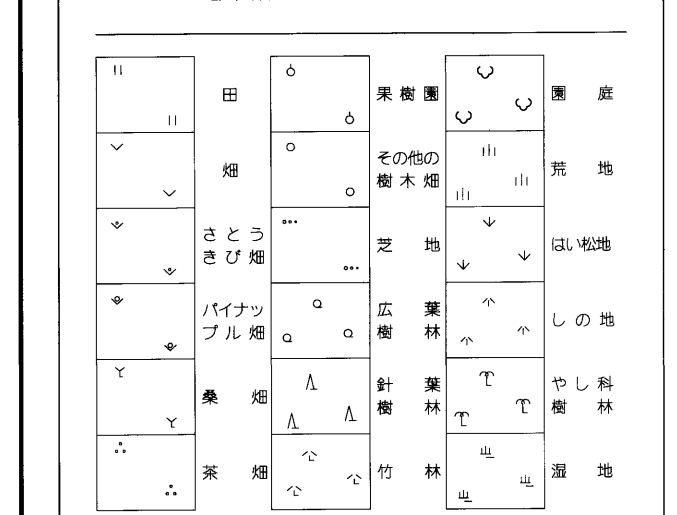 田
畑
さとう
きび畑
パイナッ
プル畑
桑畑
茶畑
果樹園
その他の
樹木畑
芝地
広葉
樹林
針葉
樹林
竹林
園庭
荒地
はい松地
しの地
やし科
樹林
湿地